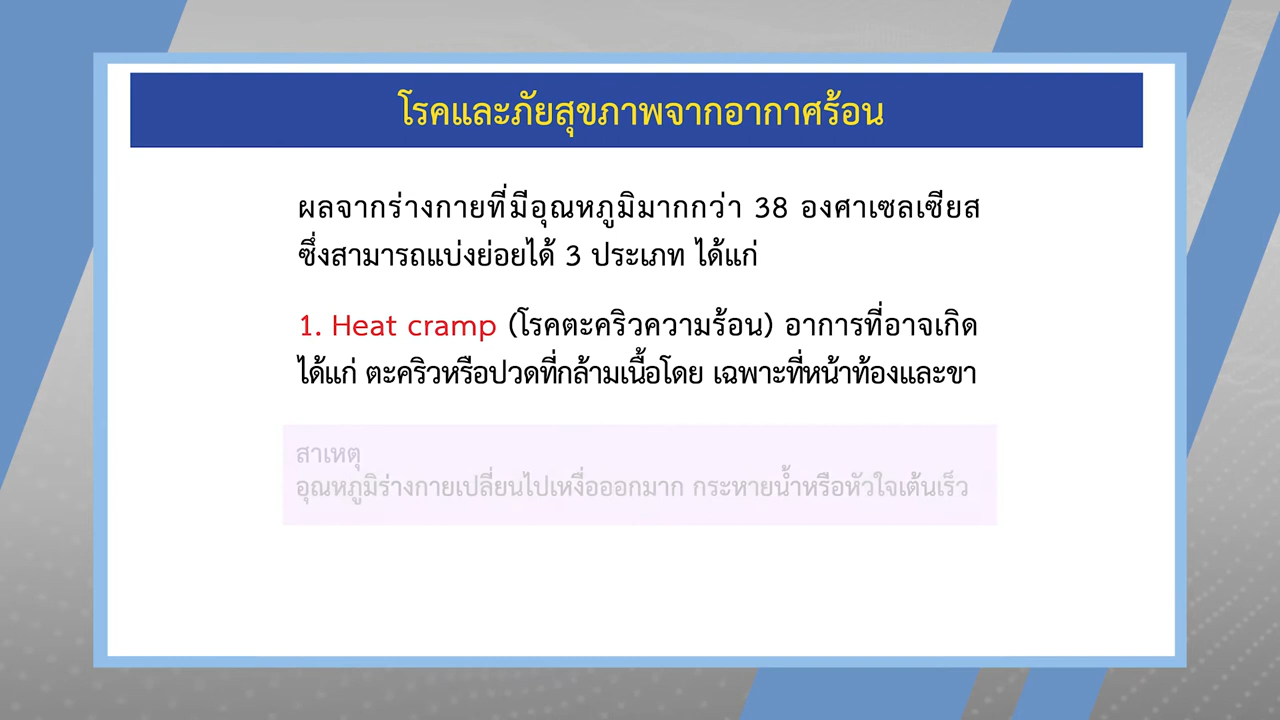 โรคและภัยสุขภาพจากอากาศร้อน
ผลจากร่างกายที่มีอุณหภูมิมากกว่า 38 องศาเซลเซียส
ซึ่งสามารถแบ่งย่อยได้ 3 ประเภท ได้แก่
1. Heat cramp (โรคตะคริวความร้อน) อาการที่อาจเกิด
ได้แก่ ตะคริวหรือปวดที่กล้ามเนื้อโดย เฉพาะที่หน้าท้องและขา
สาเหตุ
อุณหภูมิร่างกายเปลี่ยนไปเหงื่อออกมาก กระหายน้ำหรือหัวใจเต้นเร็ว